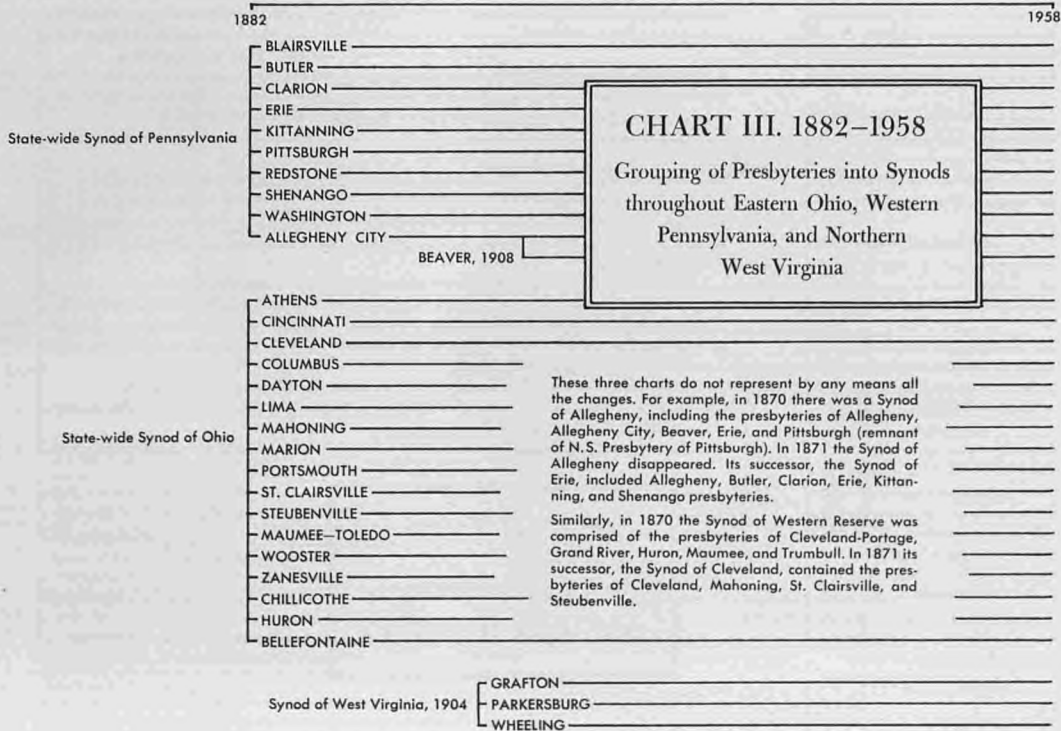 1882 1958
BLAIRSVILLE
BUTLER
CLARION
ERIE
State-wide Synod of Pennsylvania
KITTANNING
PITTSBURGH
REDSTONE
SHENANGO
WASHINGTON
ALLEGHENY CITY
BEAVER, 1908
CHART III. 1882–1958
Grouping of Presbyteries into Synods
throughout Eastern Ohio, Western
Pennsylvania, and Northern
West Virginia
ATHENS
CINCINNATI
CLEVELAND
COLUMBUS
DAYTON
LIMA
MAHONING
State-wide Synod of Ohio
MARION
PORTSMOUTH
ST. CLAIRSVILLE
STEUBENVILLE
MAUMEE—TOLEDO
WOOSTER
ZANESVILLE
CHILLICOTHE
HURON
BELLEFONTAINE
These three charts do not represent by any means all
the changes. For example, in 1870 there was a Synod
of Allegheny, including the presbyteries of Allegheny,
Allegheny City, Beaver, Erie, and Pittsburgh (remnant
of N.S. Presbytery of Pittsburgh). In 1871 the Synod of
Allegheny disappeared. Its successor, the Synod of
Erie, included Allegheny, Butler, Clarion, Erie, Kittan-
ning, and Shenango presbyteries.
Similarly, in 1870 the Synod of Western Reserve was
comprised of the presbyteries of Cleveland-Portage,
Grand River, Huron, Maumee, and Trumbull. In 1871 its
successor, the Synod of Cleveland, contained the pres-
byteries of Cleveland, Mahoning, St. Clairsville, and
Steubenville.
GRAFTON
Synod of West Virginia, 1904
PARKERSBURG
WHEELING